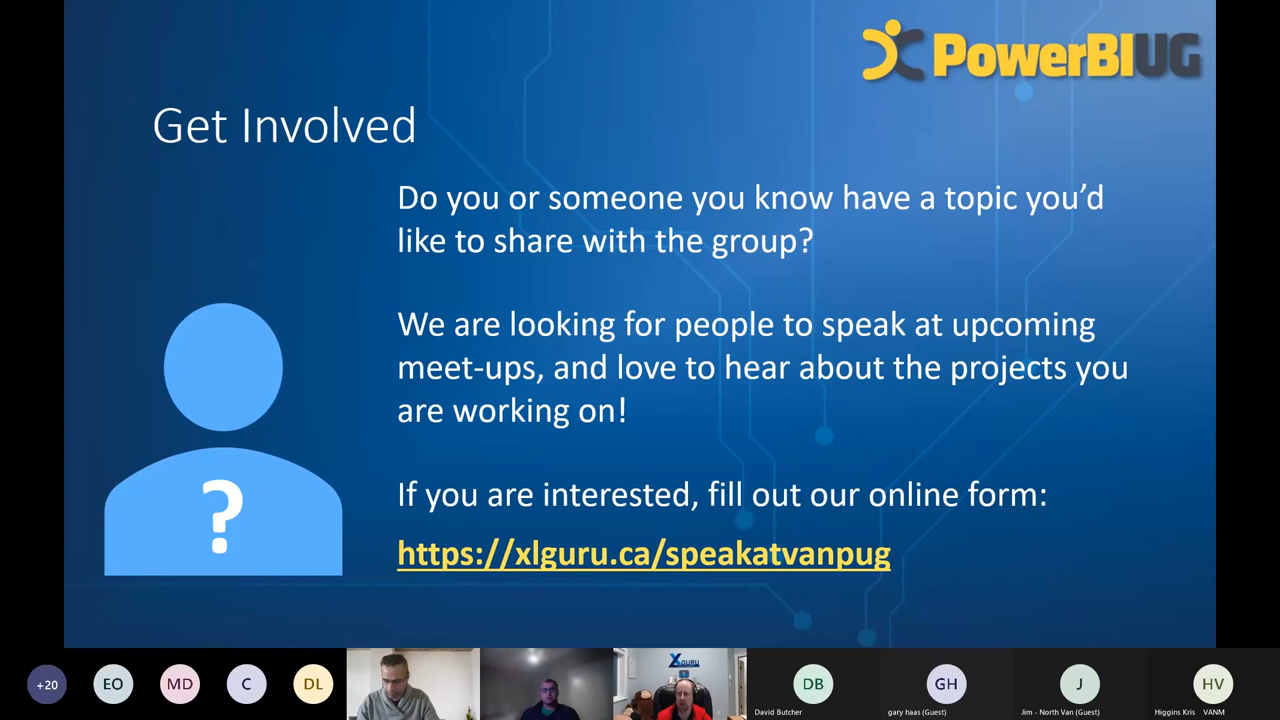 PowerBIUG
Get Involved
Do you or someone you know have a topic you’d
like to share with the group?
We are looking for people to speak at upcoming
meet-ups, and love to hear about the projects you
are working on!
?
If you are interested, fill out our online form:
https://xlguru.ca/speakatvanpug
+20
EO
MD
C
DL
GURU
DB
GH
J
HV
David Butcher
gary haas (Guest)
Jim - North Van (Guest)
Higgins Kris VANM